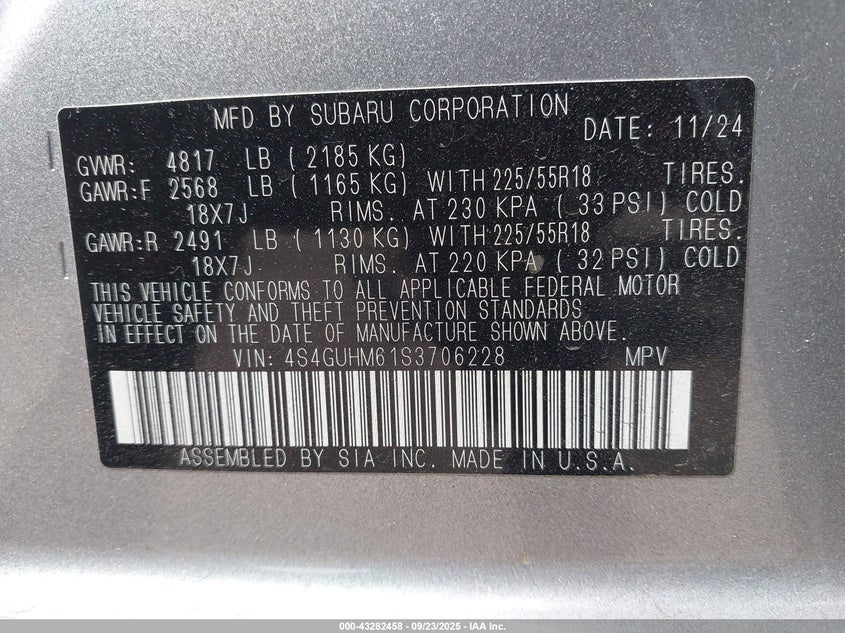 MFD BY SUBARU CORPORATION
DATE: 11/24
GVWR: 4817 LB ( 2185 KG)
GAWR:F 2568 LB ( 1165 KG) WITH 225/55R18 TIRES.
18X7J RIMS. AT 230 KPA ( 33 PSI) COLD
GAWR:R 2491 LB ( 1130 KG) WITH 225/55R18 TIRES.
18X7J RIMS. AT 220 KPA ( 32 PSI) COLD
THIS VEHICLE CONFORMS TO ALL APPLICABLE FEDERAL MOTOR
VEHICLE SAFETY AND THEFT PREVENTION STANDARDS
IN EFFECT ON THE DATE OF MANUFACTURE SHOWN ABOVE.
VIN: 4S4GUHM61S3706228 MPV
ASSEMBLED BY SIA INC. MADE IN U.S.A.
000-43282458 - 09/23/2025 - IAA Inc.